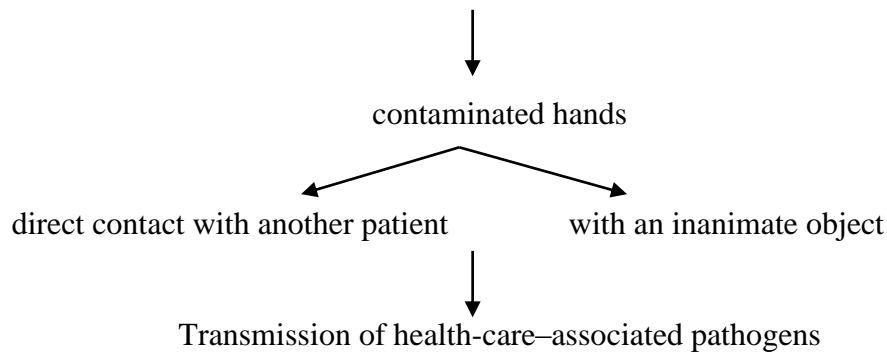 contaminated hands
direct contact with another patient with an inanimate object
Transmission of health-care–associated pathogens